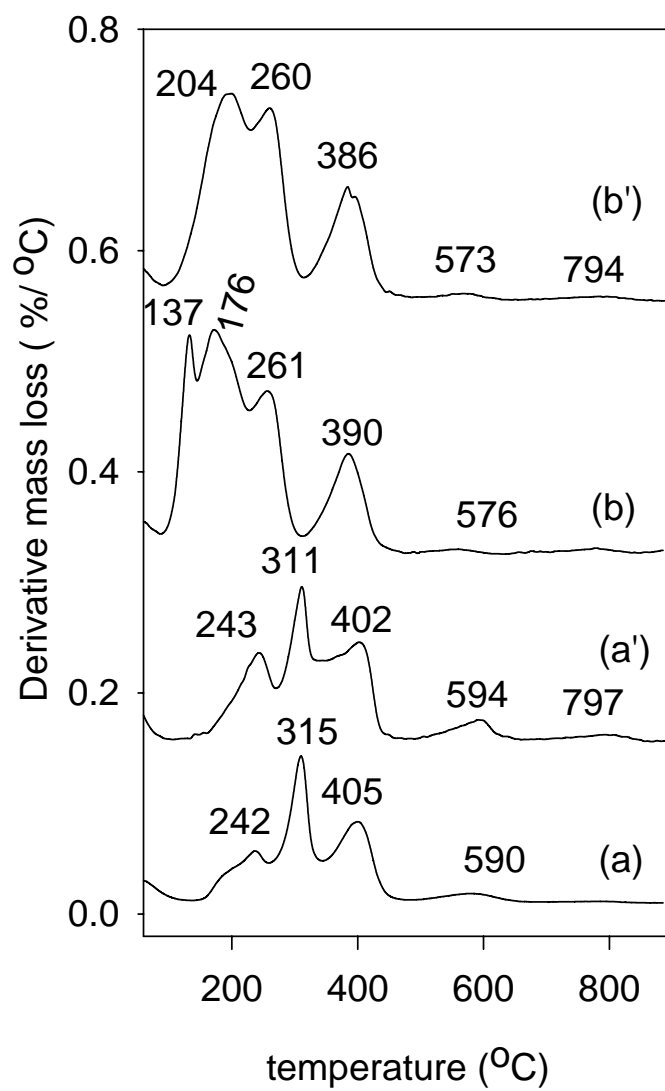 0.8
204 260
386
(b')
0.6
573 794
137 176
261
390
0.4
576 (b)
311
243 402
(a')
594 797
0.2
315
405
242
590 (a)
0.0
200 400 600 800
temperature (°C)
Derivative mass loss ( %/ °C)